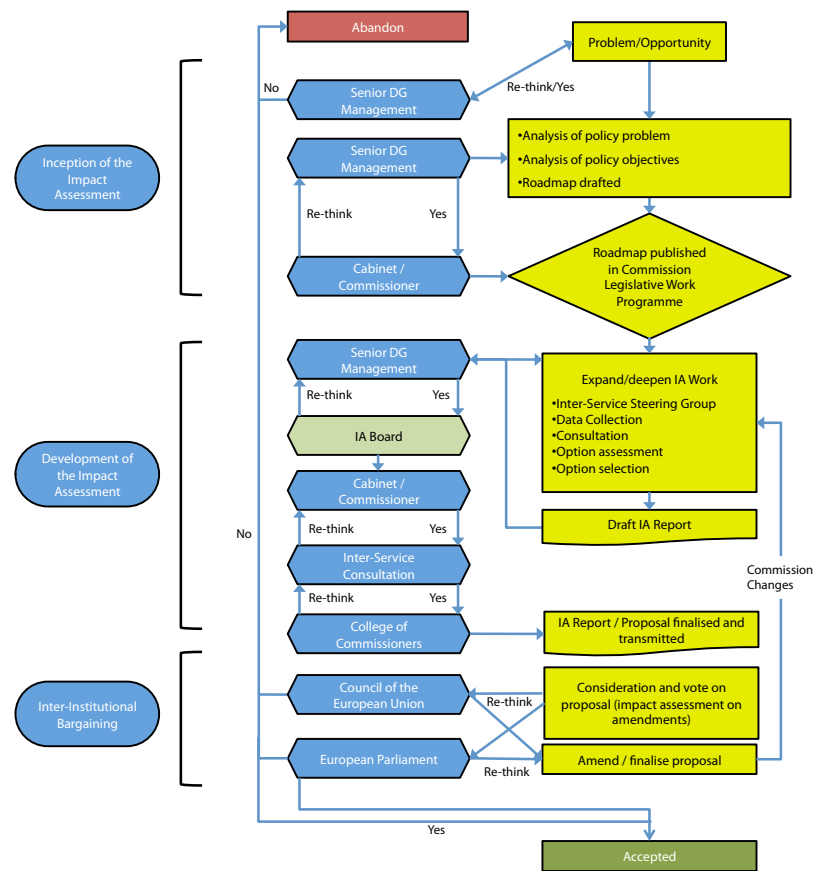 Abandon
Problem/Opportunity
No
Senior DG
Management
Re-think/Yes
Inception of the
Impact
Assessment
Senior DG
Management
•Analysis of policy problem
•Analysis of policy objectives
•Roadmap drafted
Re-think
Yes
Cabinet /
Commissioner
Roadmap published
in Commission
Legislative Work
Programme
Senior DG
Management
Re-think
Yes
IA Board
Expand/deepen IA Work
•Inter-Service Steering Group
•Data Collection
•Consultation
•Option assessment
•Option selection
Development of
the Impact
Assessment
Cabinet /
Commissioner
Draft IA Report
No
Re-think
Yes
Inter-Service
Consultation
Commission
Changes
Re-think
Yes
College of
Commissioners
IA Report / Proposal finalised and
transmitted
Inter-Institutional
Bargaining
Council of the
European Union
Re-think
Consideration and vote on
proposal (impact assessment on
amendments)
European Parliament
Re-think
Amend / finalise proposal
Yes
Accepted